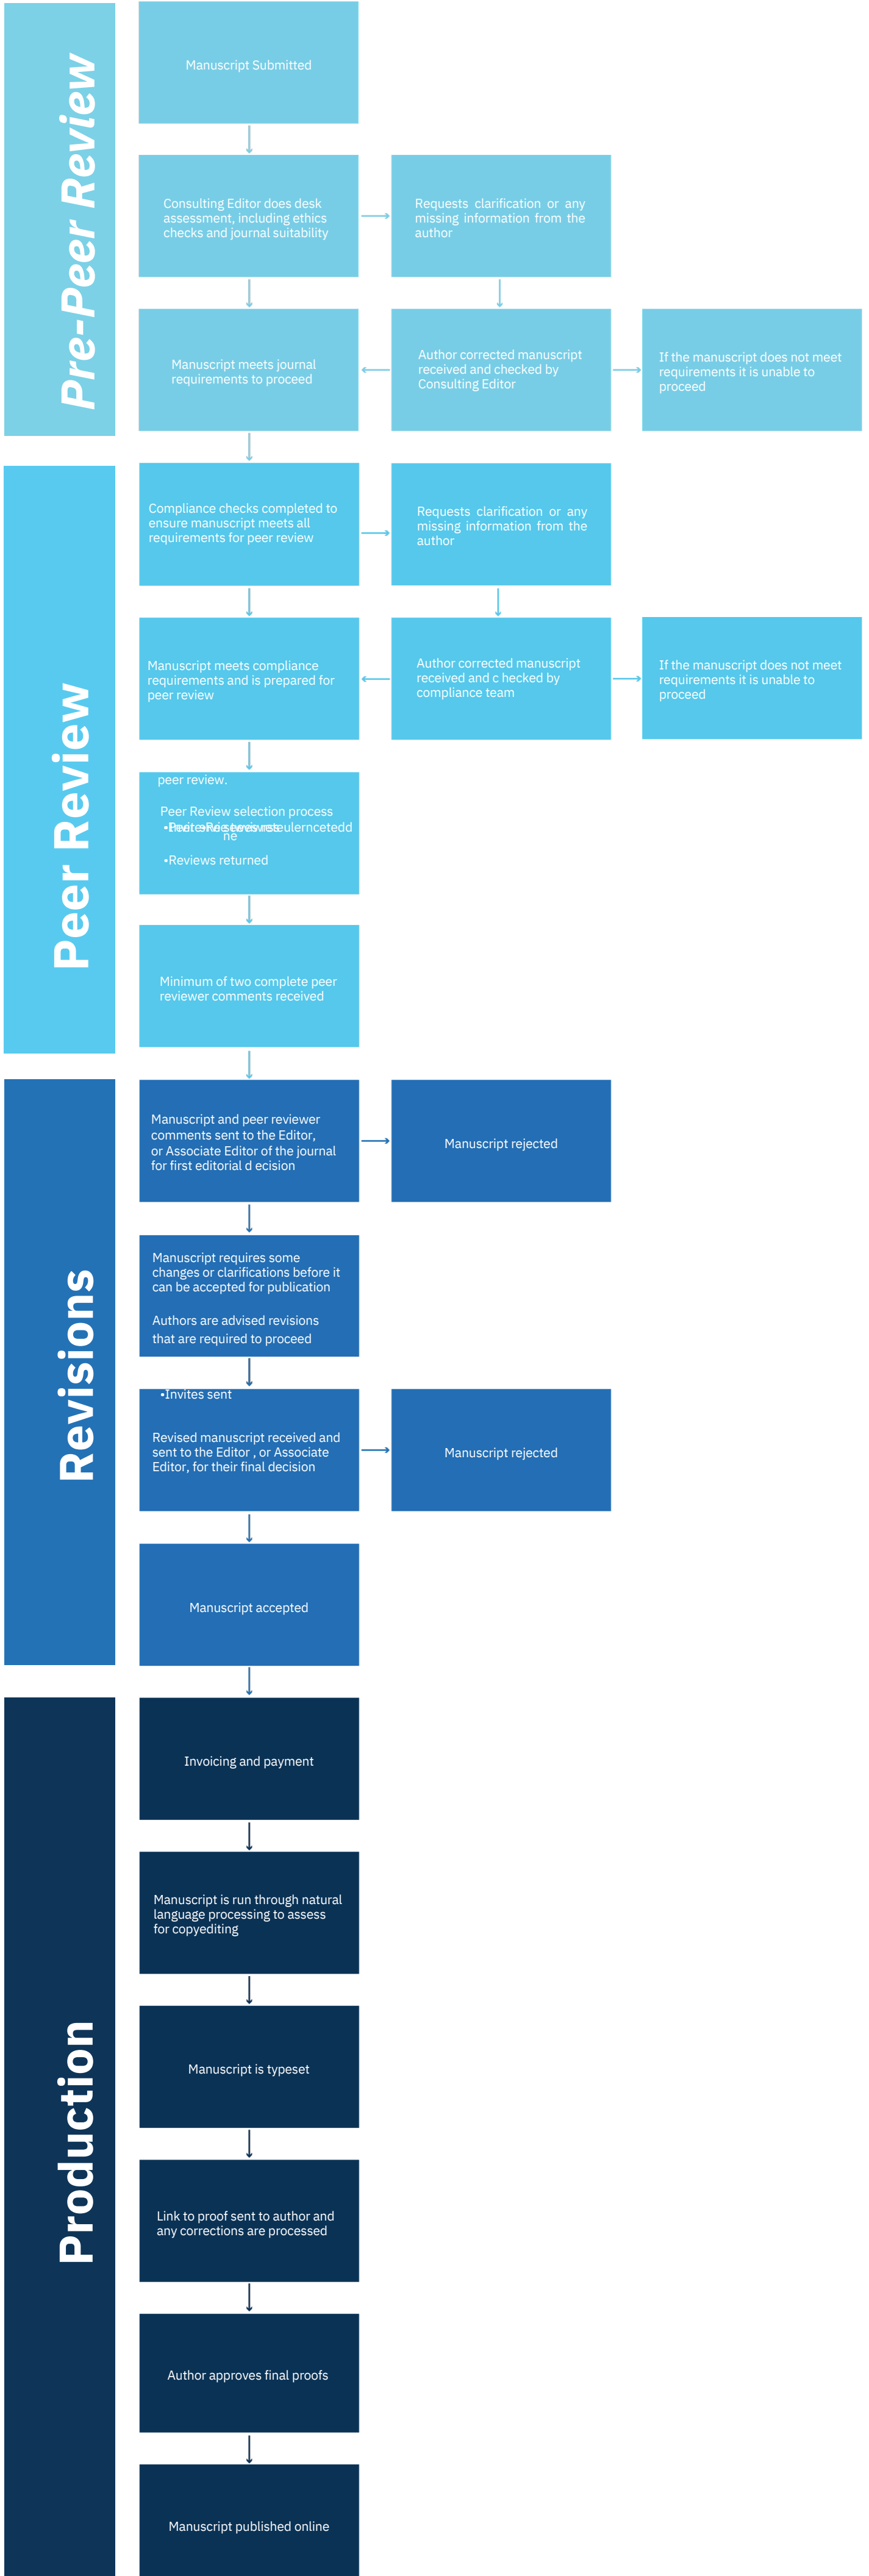 Pre-Peer Review
Manuscript Submitted
Consulting Editor does desk
assessment, including ethics
checks and journal suitability
Requests clarification or any
missing information from the
author
Manuscript meets journal
requirements to proceed
Author corrected manuscript
received and checked by
Consulting Editor
If the manuscript does not meet
requirements it is unable to
proceed
Peer Review
Compliance checks completed to
ensure manuscript meets all
requirements for peer review
Requests clarification or any
missing information from the
author
Manuscript meets compliance
requirements and is prepared for
peer review
Author corrected manuscript
received and c hecked by
compliance team
If the manuscript does not meet
requirements it is unable to
proceed
peer review.
Peer Review selection process
ne
•Reviews returned
Minimum of two complete peer
reviewer comments received
Revisions
Manuscript and peer reviewer
comments sent to the Editor,
or Associate Editor of the journal
for first editorial d ecision
Manuscript rejected
Manuscript requires some
changes or clarifications before it
can be accepted for publication
Authors are advised revisions
that are required to proceed
•Invites sent
Revised manuscript received and
sent to the Editor , or Associate
Editor, for their final decision
Manuscript rejected
Manuscript accepted
Production
Invoicing and payment
Manuscript is run through natural
language processing to assess
for copyediting
Manuscript is typeset
Link to proof sent to author and
any corrections are processed
Author approves final proofs
Manuscript published online